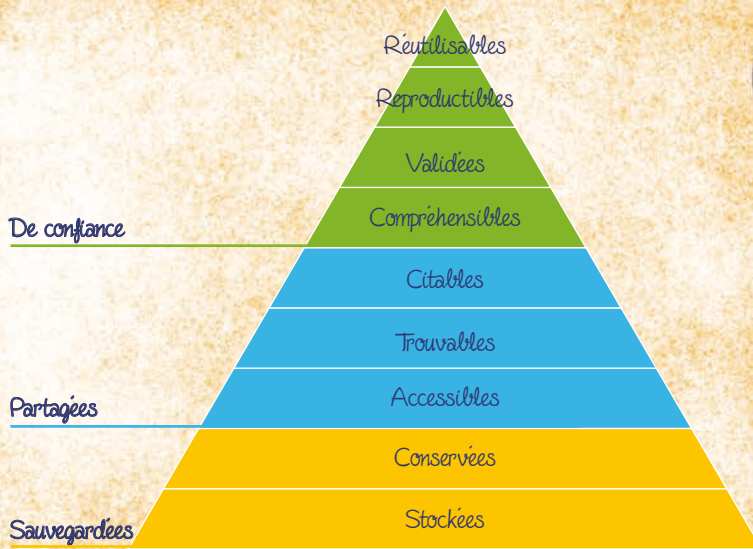 Réutilisables
Reproductibles
Validées
Compréhensibles
De confiance
Citables
Trouvables
Accessibles
Partagées
Conservées
Stockées
Sauvegardées